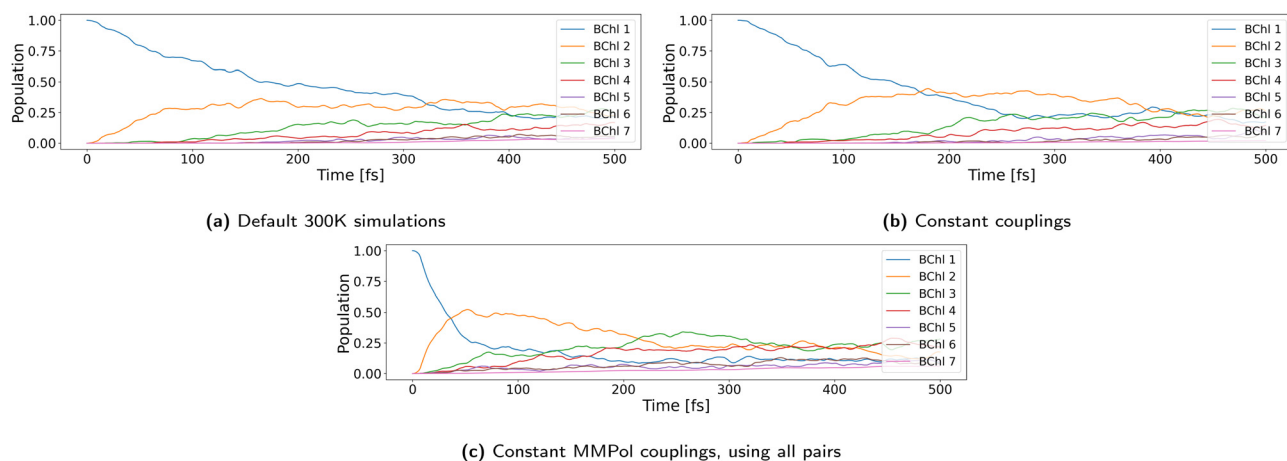 1.00
0.75
0.50
0.25
0.00
Population
0
100
200
300
400
500
Time [fs]
BChl 1
BChl 2
BChl 3
BChl 4
BChl 5
BChl 6
BChl 7
(a) Default 300K simulations
1.00
0.75
0.50
0.25
0.00
Population
0
100
200
300
400
500
Time [fs]
BChl 1
BChl 2
BChl 3
BChl 4
BChl 5
BChl 6
BChl 7
(b) Constant couplings
1.00
0.75
0.50
0.25
0.00
Population
0
100
200
300
400
500
Time [fs]
BChl 1
BChl 2
BChl 3
BChl 4
BChl 5
BChl 6
BChl 7
(c) Constant MMPol couplings, using all pairs